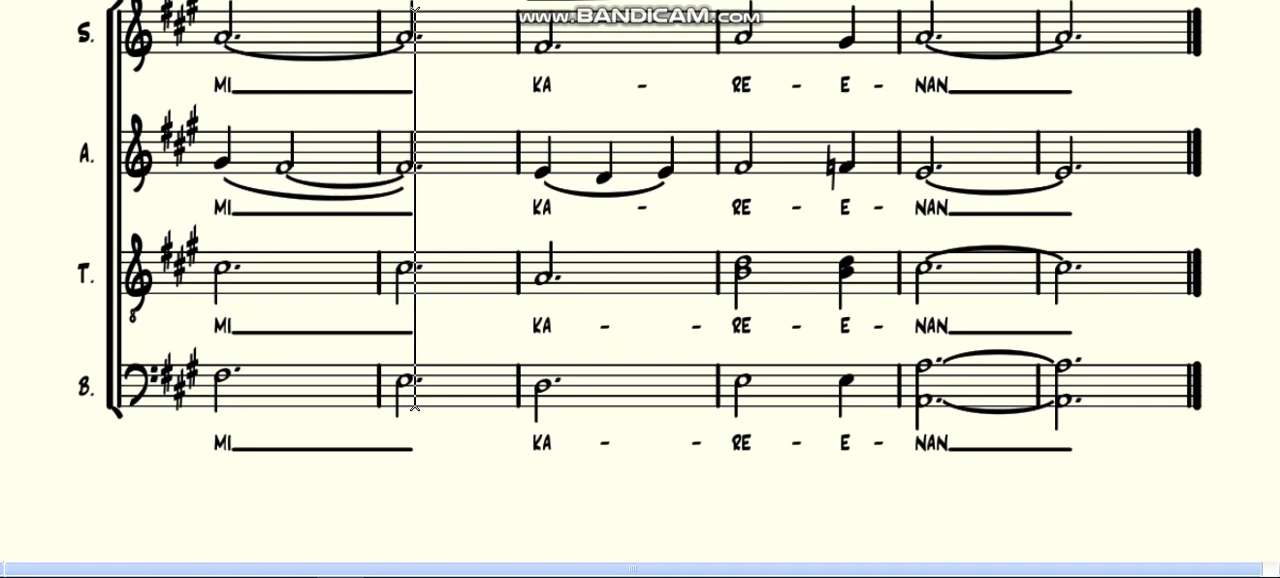 www.BANDICAM.com
S.
MI KA - RE - E - NAN
A.
MI KA - RE - E - NAN
T.
MI KA - - RE - E - NAN
B.
MI KA - - RE - E - NAN